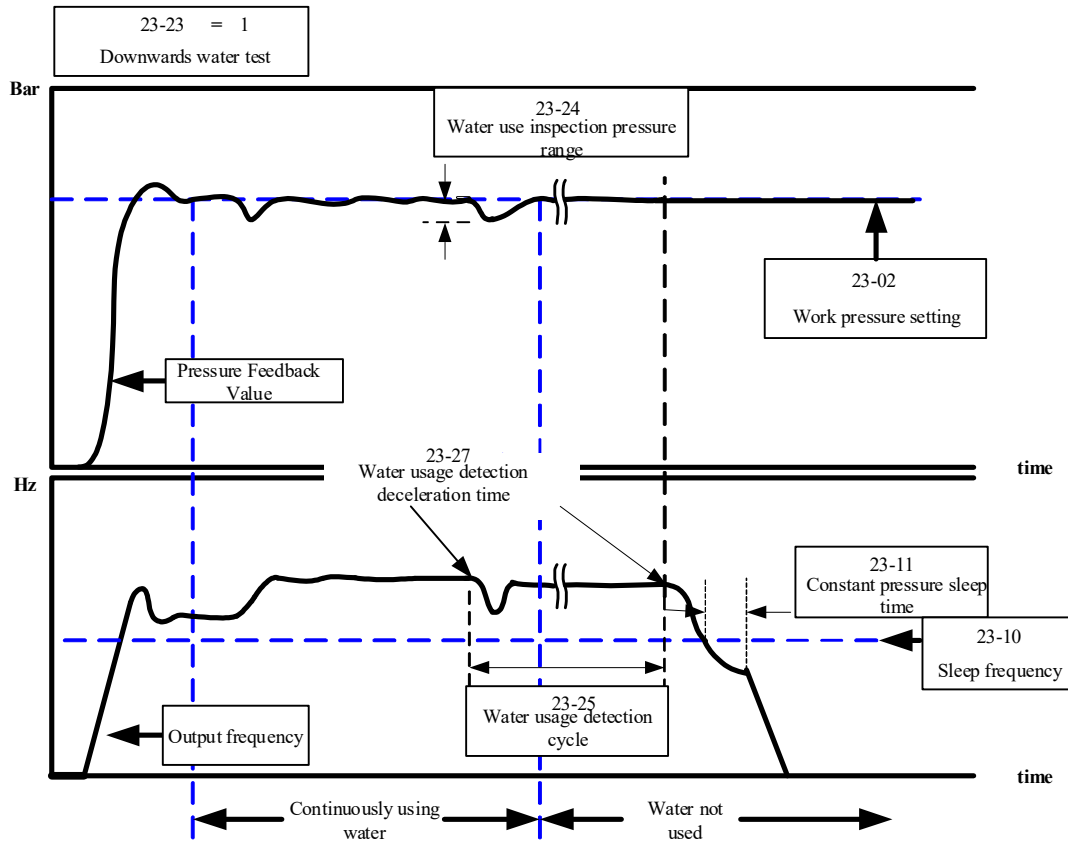 23-23 = 1
Downwards water test
Bar
23-24
Water use inspection pressure
range
23-02
Work pressure setting
Pressure Feedback
Value
time
Hz
23-27
Water usage detection
deceleration time
23-11
Constant pressure sleep
time
23-10
Sleep frequency
23-25
Water usage detection
cycle
Output frequency
time
Continuously using
water
Water not
used